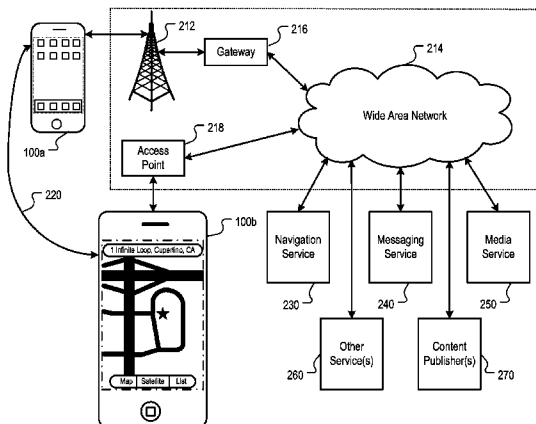 212
Gateway
216
214
Wide Area Network
218
Access
Point
100a
220
100b
1 Infinite Loop, Cupertino, CA
Map
Satellite
List
Navigation
Service
230
Messaging
Service
240
Media
Service
250
Other
Service(s)
260
Content
Publisher(s)
270